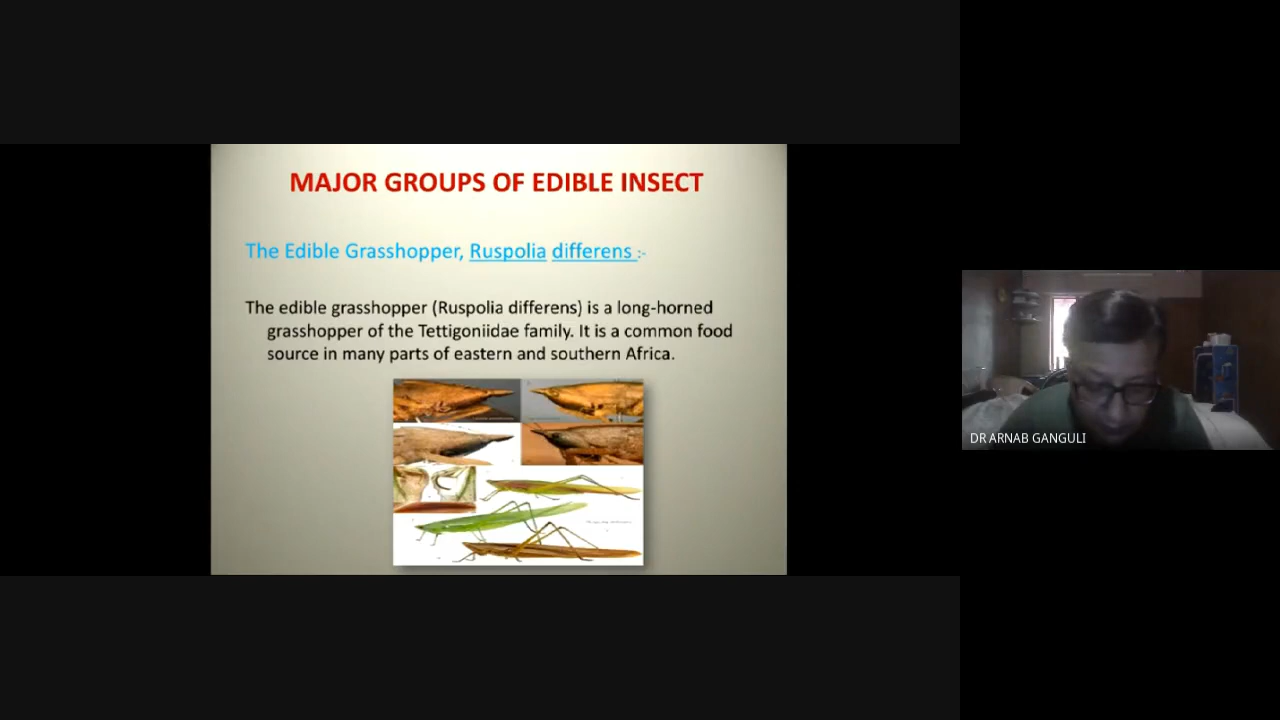 MAJOR GROUPS OF EDIBLE INSECT
The Edible Grasshopper, Ruspolia differens :-
The edible grasshopper (Ruspolia differens) is a long-horned
grasshopper of the Tettigoniidae family. It is a common food
source in many parts of eastern and southern Africa.
DR ARNAB GANGULI